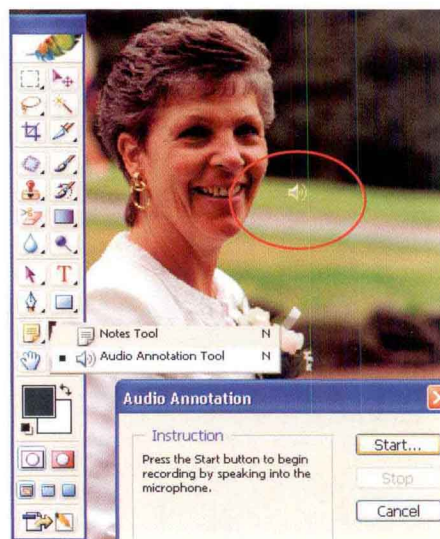 Notes Tool N
Audio Annotation Tool N
Audio Annotation
Instruction
Press the Start button to begin
recording by speaking into the
microphone.
Start...
Stop
Cancel